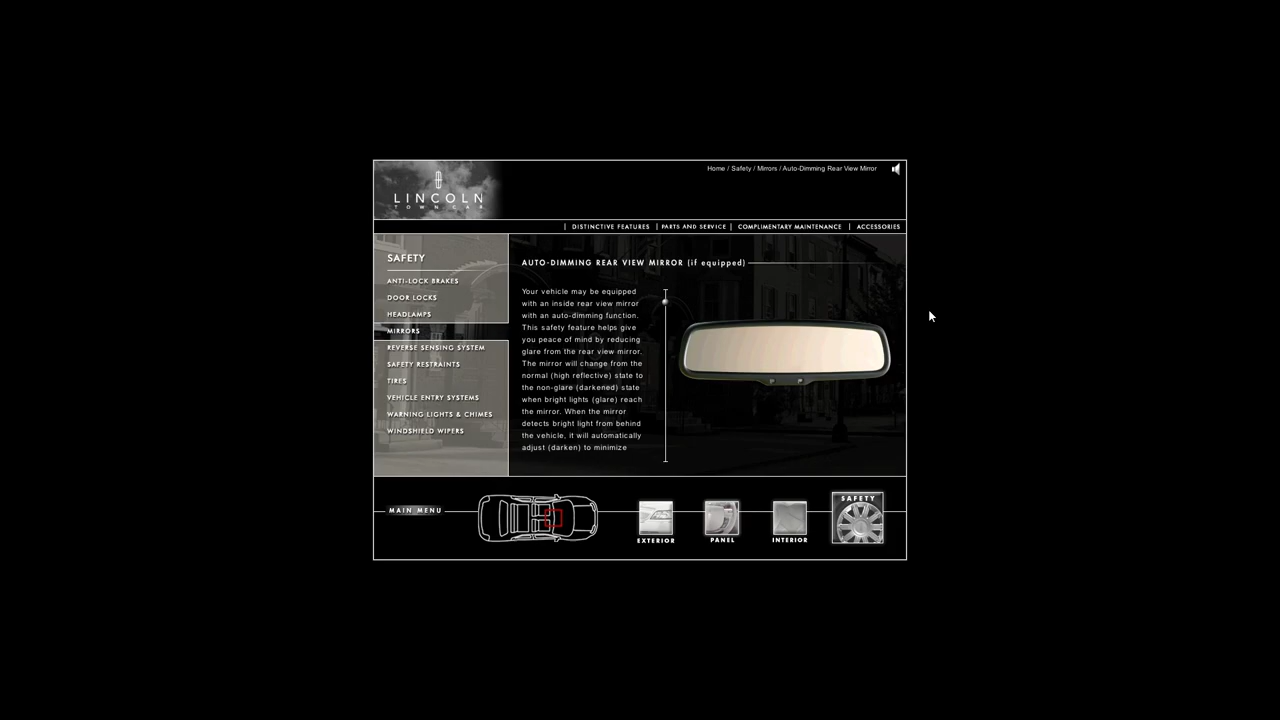 Home / Safety / Mirrors / Auto-Dimming Rear View Mirror
LINCOLN
TOWN CAR
DISTINCTIVE FEATURES | PARTS AND SERVICE | COMPLIMENTARY MAINTENANCE | ACCESSORIES
SAFETY
ANTI-LOCK BRAKES
DOOR LOCKS
HEADLAMPS
MIRRORS
REVERSE SENSING SYSTEM
SAFETY RESTRAINTS
TIRES
VEHICLE ENTRY SYSTEMS
WARNING LIGHTS & CHIMES
WINDSHIELD WIPERS
AUTO-DIMMING REAR VIEW MIRROR (if equipped)
Your vehicle may be equipped
with an inside rear view mirror
with an auto-dimming function.
This safety feature helps give
you peace of mind by reducing
glare from the rear view mirror.
The mirror will change from the
normal (high reflective) state to
the non-glare (darkened) state
when bright lights (glare) reach
the mirror. When the mirror
detects bright light from behind
the vehicle, it will automatically
adjust (darken) to minimize
MAIN MENU
EXTERIOR
PANEL
INTERIOR
SAFETY